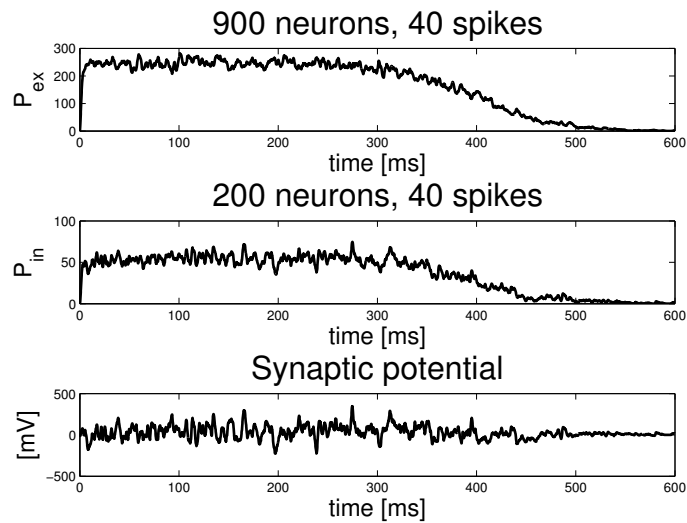 900 neurons, 40 spikes
300
200
100
0
P_ex
0 100 200 300 400 500 600
time [ms]
200 neurons, 40 spikes
100
50
0
P_in
0 100 200 300 400 500 600
time [ms]
Synaptic potential
500
0
−500
[mV]
0 100 200 300 400 500 600
time [ms]